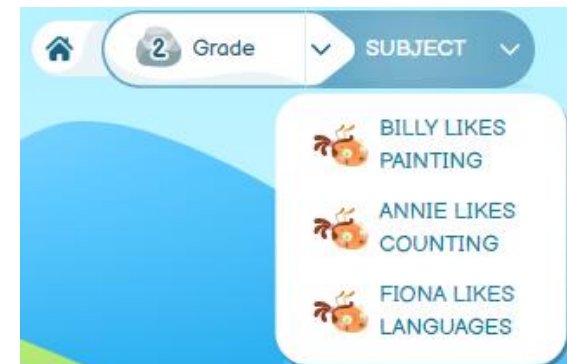 2 Grade SUBJECT
BILLY LIKES
PAINTING
ANNIE LIKES
COUNTING
FIONA LIKES
LANGUAGES